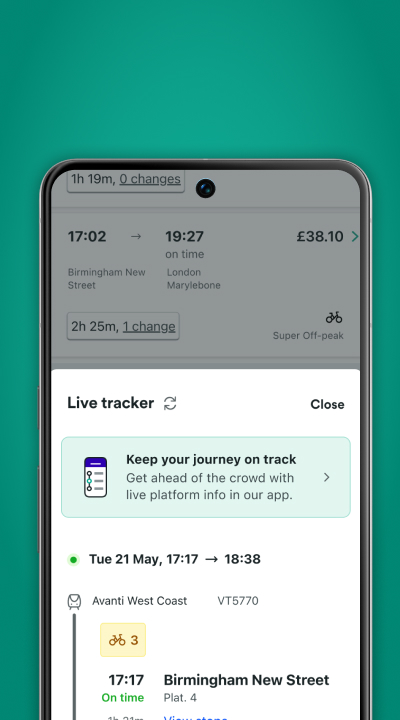 1h 19m, 0 changes
17:02 → 19:27 £38.10
on time
Birmingham New Street
London Marylebone
2h 25m, 1 change
Super Off-peak
Live tracker
Close
Keep your journey on track
Get ahead of the crowd with
live platform info in our app.
Tue 21 May, 17:17 → 18:38
Avanti West Coast VT5770
3
17:17 Birmingham New Street
On time Plat. 4
1h 21m View stops